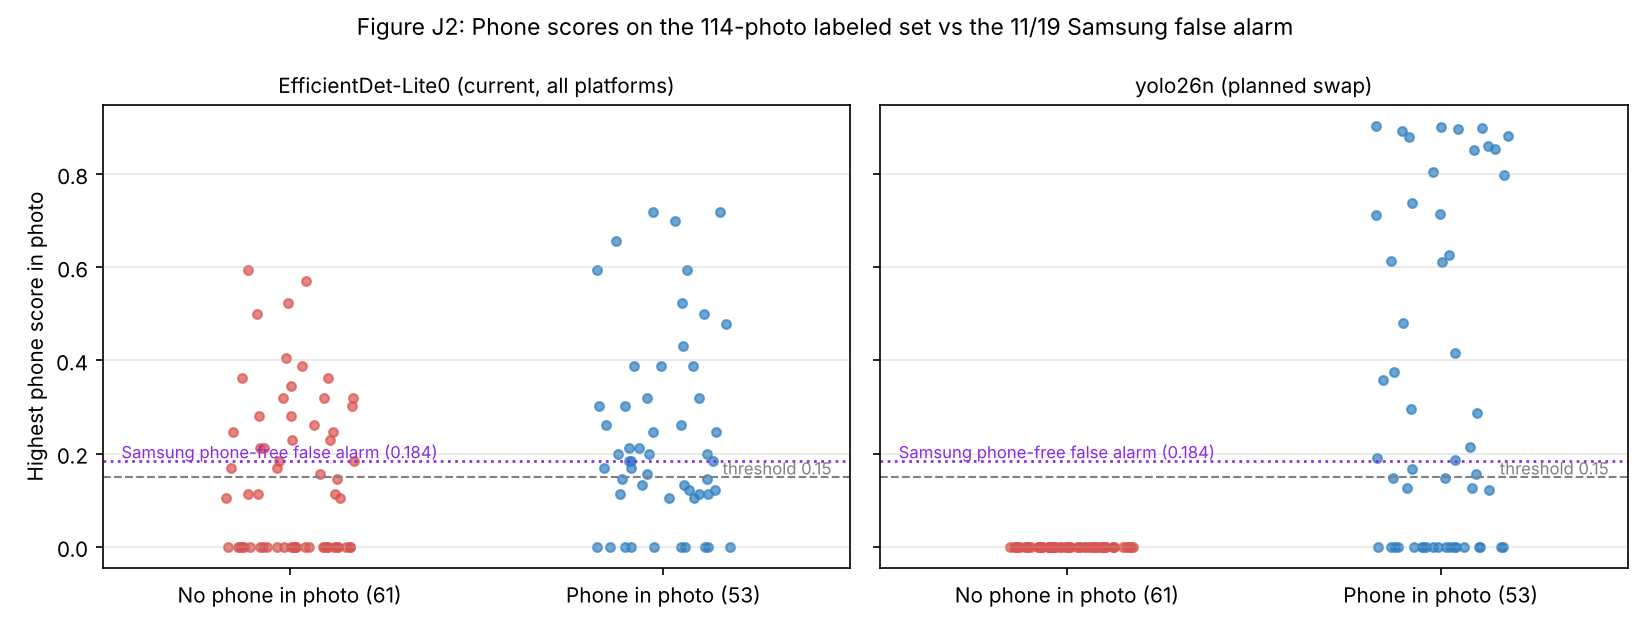 Figure J2: Phone scores on the 114-photo labeled set vs the 11/19 Samsung false alarm
EfficientDet-Lite0 (current, all platforms)
yolo26n (planned swap)
Highest phone score in photo
0.8
0.6
0.4
0.2
0.0
Samsung phone-free false alarm (0.184)
threshold 0.15
Samsung phone-free false alarm (0.184)
threshold 0.15
No phone in photo (61)
Phone in photo (53)
No phone in photo (61)
Phone in photo (53)